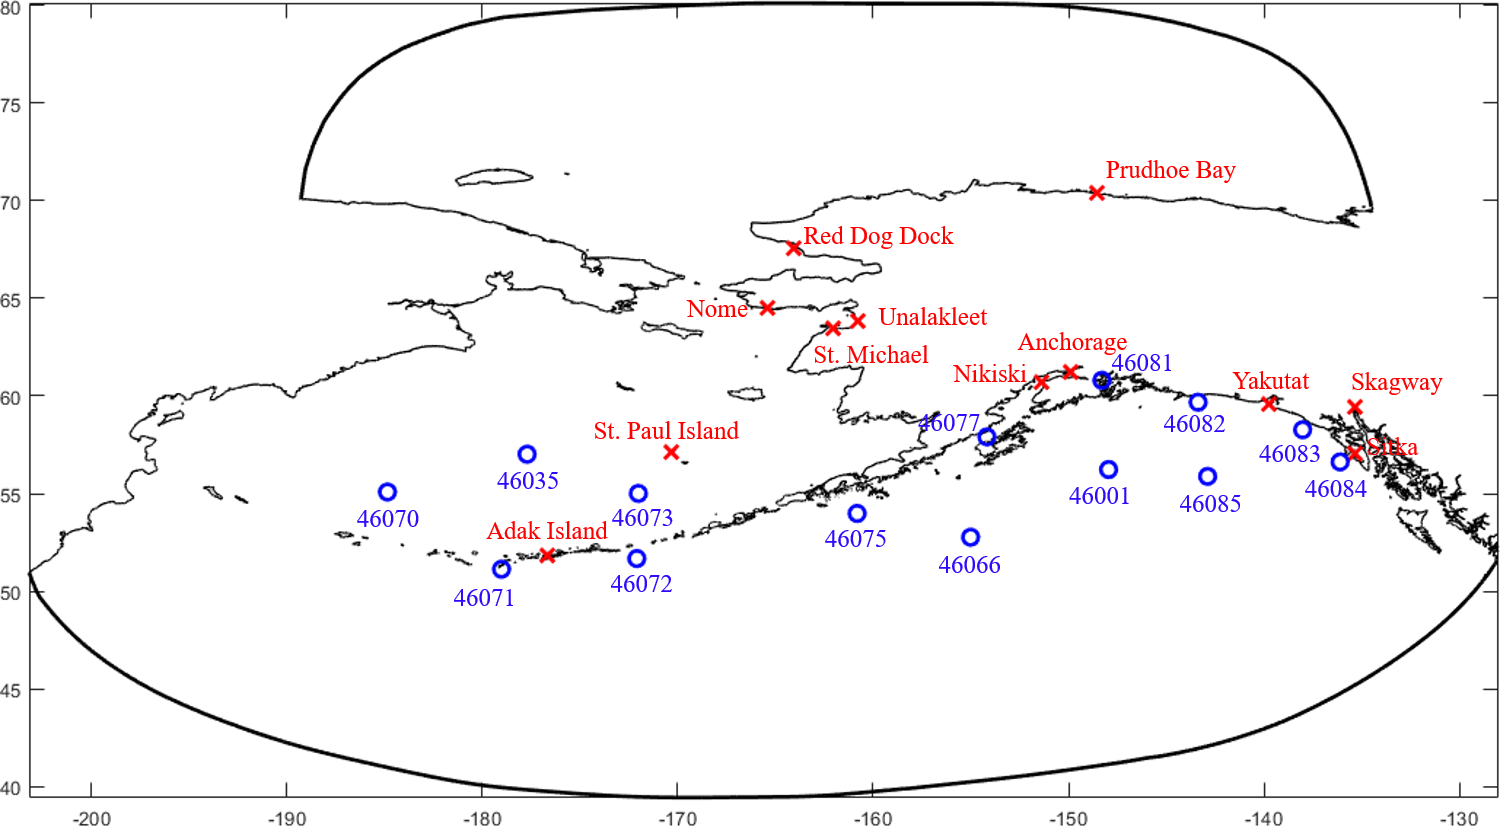 80
75
Prudhoe Bay
70
Red Dog Dock
65
Nome
Unalakleet
St. Michael
Anchorage
46081
Nikiski
60
Yakutat
Skagway
46077
46082
St. Paul Island
Sitka
46083
46035
46084
55
46070
46073
46001
46085
Adak Island
46075
46066
50
46071
46072
45
40
-200
-190
-180
-170
-160
-150
-140
-130